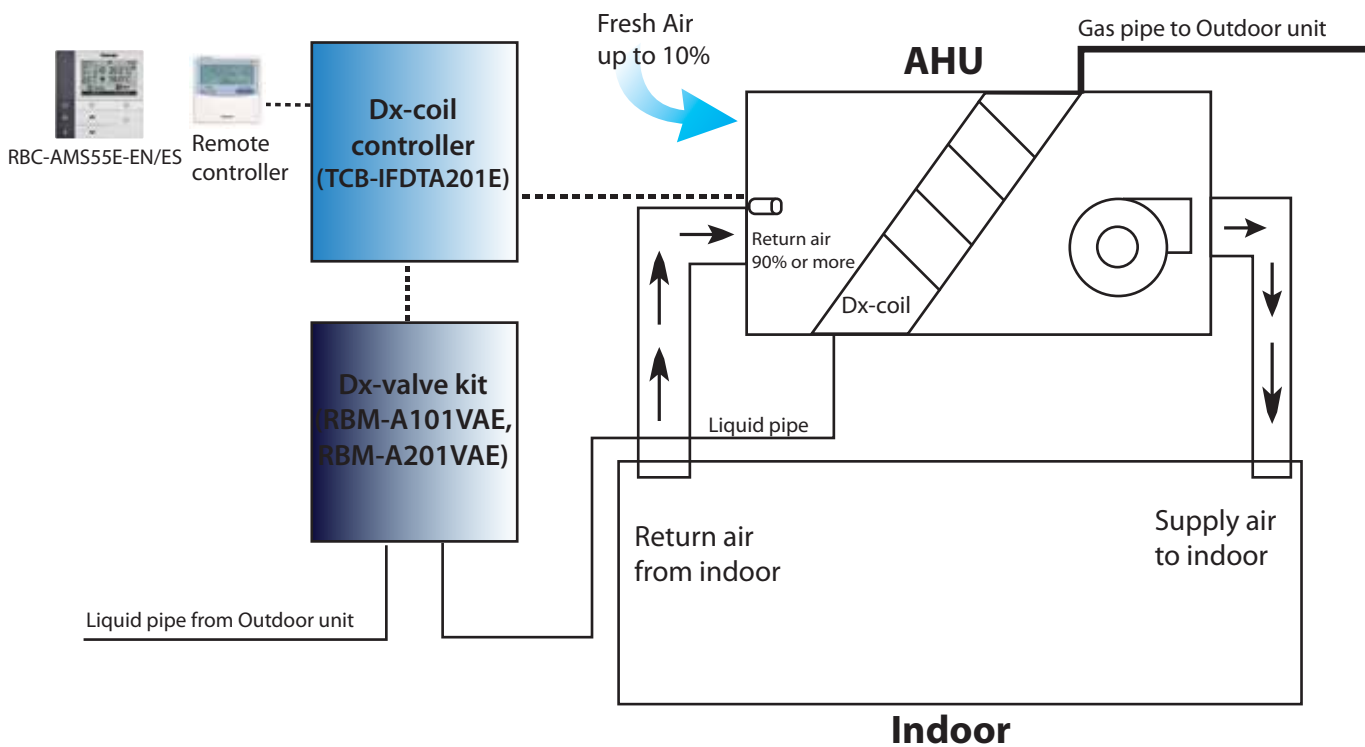 Fresh Air
up to 10%
Gas pipe to Outdoor unit
AHU
RBC-AMS55E-EN/ES
Remote
controller
Dx-coil
controller
(TCB-IFDTA201E)
Return air
90% or more
Dx-coil
Dx-valve kit
(RBM-A101VAE,
RBM-A201VAE)
Liquid pipe
Liquid pipe from Outdoor unit
Return air
from indoor
Supply air
to indoor
Indoor